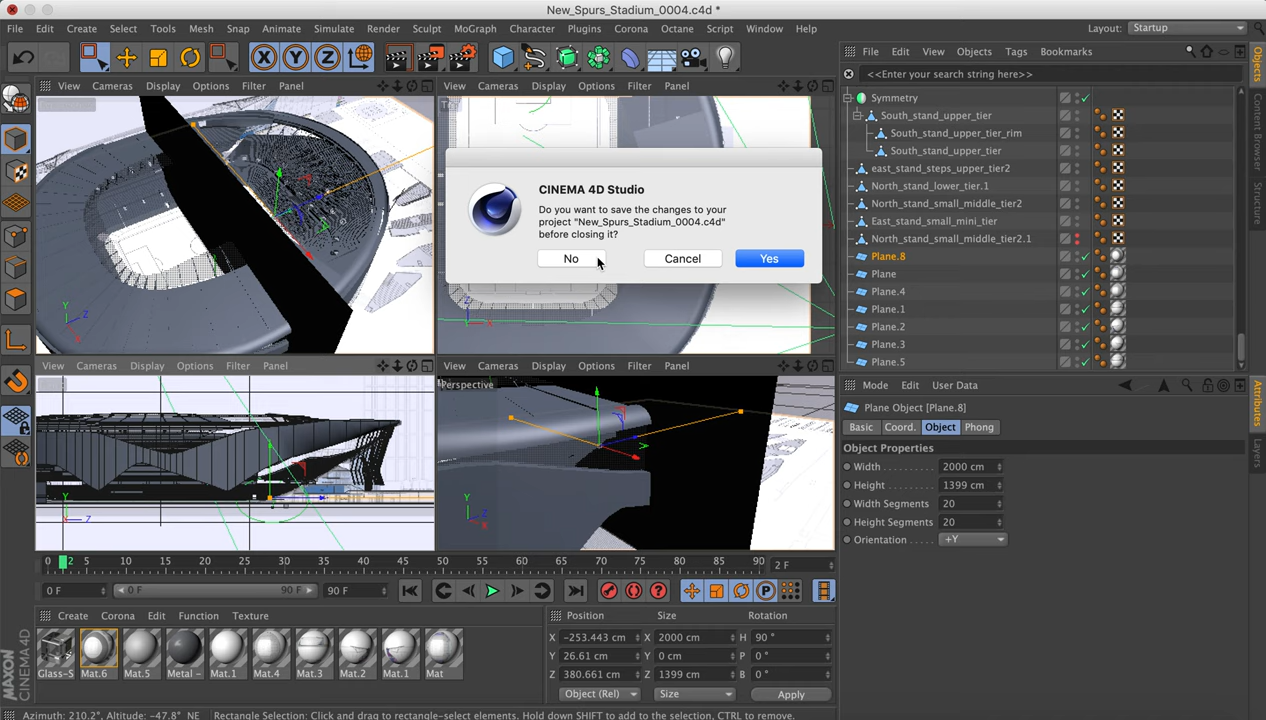 New_Spurs_Stadium_0004.c4d *
File Edit Create Select Tools Mesh Snap Animate Simulate Render Sculpt MoGraph Character Plugins Corona Octane Script Window Help Layout: Startup
X Y Z
File Edit View Objects Tags Bookmarks
<<Enter your search string here>>
View Cameras Display Options Filter Panel
View Cameras Display Options Filter Panel
Symmetry
South_stand_upper_tier
South_stand_upper_tier_rim
South_stand_upper_tier
east_stand_steps_upper_tier2
North_stand_lower_tier.1
North_stand_small_middle_tier2
East_stand_small_mini_tier
North_stand_small_middle_tier2.1
Plane.8
Plane
Plane.4
Plane.1
Plane.2
Plane.3
Plane.5
CINEMA 4D Studio
Do you want to save the changes to your
project "New_Spurs_Stadium_0004.c4d"
before closing it?
No Cancel Yes
Y Z
Z X
View Cameras Display Options Filter Panel
View Cameras Display Options Filter Panel
Perspective
Y Z
Y Z X
Objects
Content Browser
Structure
Attributes
Layers
Mode Edit User Data
Plane Object [Plane.8]
Basic Coord. Object Phong
Object Properties
Width 2000 cm
Height 1399 cm
Width Segments 20
Height Segments 20
Orientation +Y
0 2 5 10 15 20 25 30 35 40 45 50 55 60 65 70 75 80 85 90 2 F
0 F 0 F 90 F 90 F
P
Create Corona Edit Function Texture
Glass-S Mat.6 Mat.5 Metal - Mat.1 Mat.4 Mat.3 Mat.2 Mat.1 Mat
Position Size Rotation
X -253.443 cm X 2000 cm H 90 °
Y 26.61 cm Y 0 cm P 0 °
Z 380.661 cm Z 1399 cm B 0 °
Object (Rel) Size Apply
MAXON
CINEMA 4D
Azimuth: 210.2°, Altitude: -47.8° NE Rectangle Selection: Click and drag to rectangle-select elements. Hold down SHIFT to add to the selection, CTRL to remove.